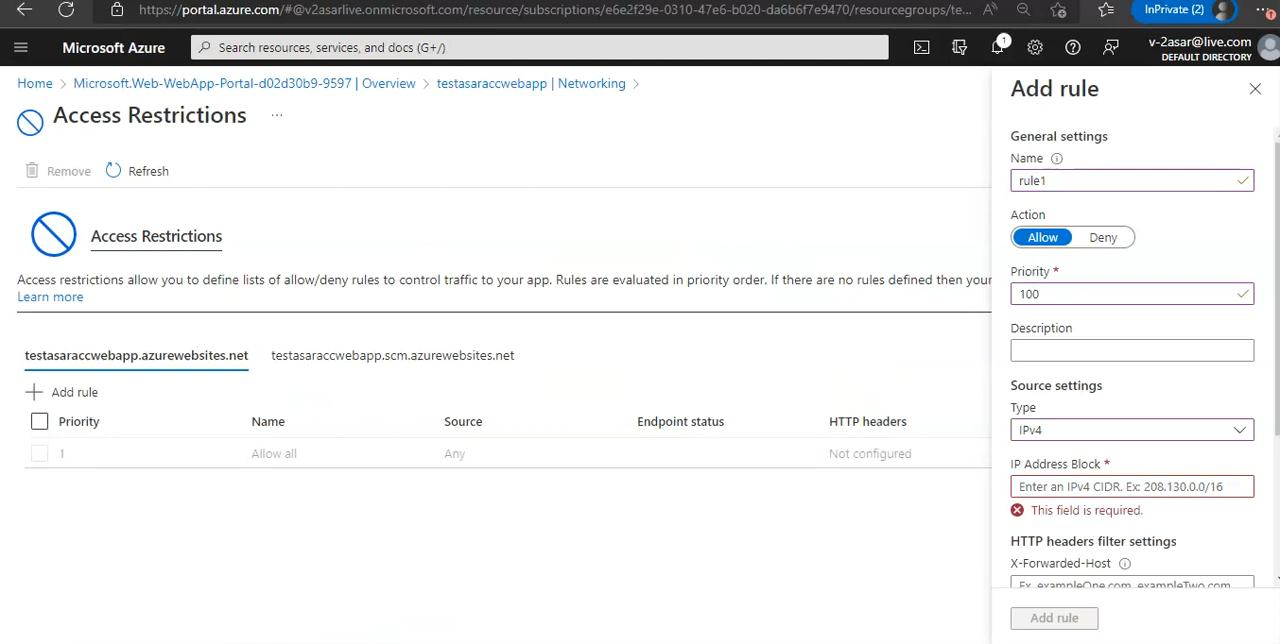 https://portal.azure.com/#@v2asarlive.onmicrosoft.com/resource/subscriptions/e6e2f29e-0310-47e6-b020-da6b6f7e9470/resourcegroups/te...
InPrivate (2)
Microsoft Azure
Search resources, services, and docs (G+/)
1
v-2asar@live.com
DEFAULT DIRECTORY
Home > Microsoft.Web-WebApp-Portal-d02d30b9-9597 | Overview > testasaraccwebapp | Networking >
Access Restrictions ...
Remove Refresh
Access Restrictions
Access restrictions allow you to define lists of allow/deny rules to control traffic to your app. Rules are evaluated in priority order. If there are no rules defined then your
Learn more
testasaraccwebapp.azurewebsites.net testasaraccwebapp.scm.azurewebsites.net
Add rule
Priority Name Source Endpoint status HTTP headers
1 Allow all Any Not configured
Add rule
General settings
Name
rule1
Action
Allow Deny
Priority *
100
Description
Source settings
Type
IPv4
IP Address Block *
Enter an IPv4 CIDR. Ex: 208.130.0.0/16
This field is required.
HTTP headers filter settings
X-Forwarded-Host
Ex. exampleOne.com, exampleTwo.com
Add rule